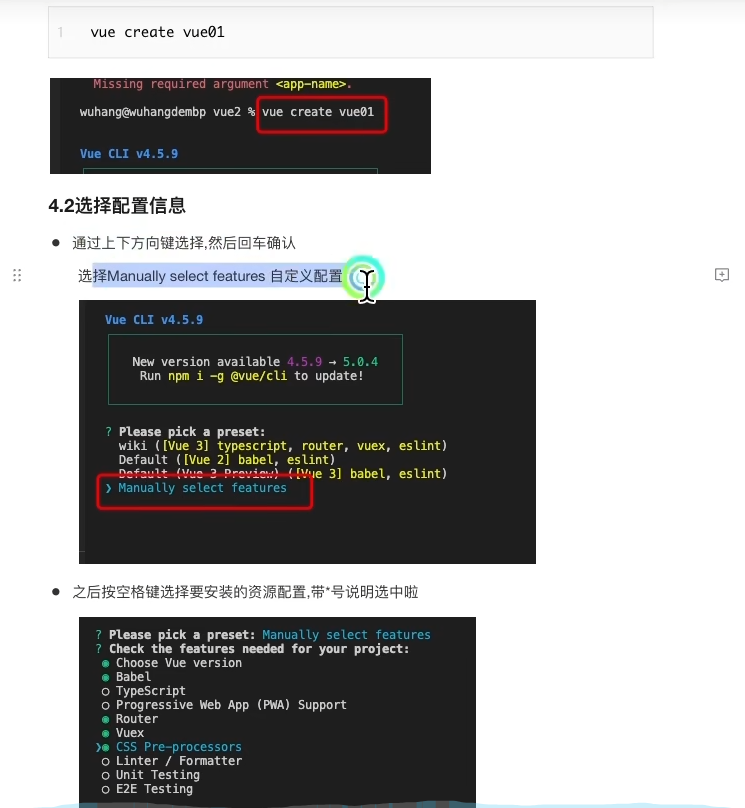 1 vue create vue01
Missing required argument <app-name>.
wuhang@wuhangdembp vue2 % vue create vue01
Vue CLI v4.5.9
4.2选择配置信息
● 通过上下方向键选择,然后回车确认
选择Manually select features 自定义配置
Vue CLI v4.5.9
New version available 4.5.9 → 5.0.4
Run npm i -g @vue/cli to update!
? Please pick a preset:
wiki ([Vue 3] typescript, router, vuex, eslint)
Default ([Vue 2] babel, eslint)
Default (Vue 3 Preview) ([Vue 3] babel, eslint)
❯ Manually select features
● 之后按空格键选择要安装的资源配置,带*号说明选中啦
? Please pick a preset: Manually select features
? Check the features needed for your project:
◉ Choose Vue version
◉ Babel
◯ TypeScript
◯ Progressive Web App (PWA) Support
◉ Router
◉ Vuex
❯◉ CSS Pre-processors
◯ Linter / Formatter
◯ Unit Testing
◯ E2E Testing